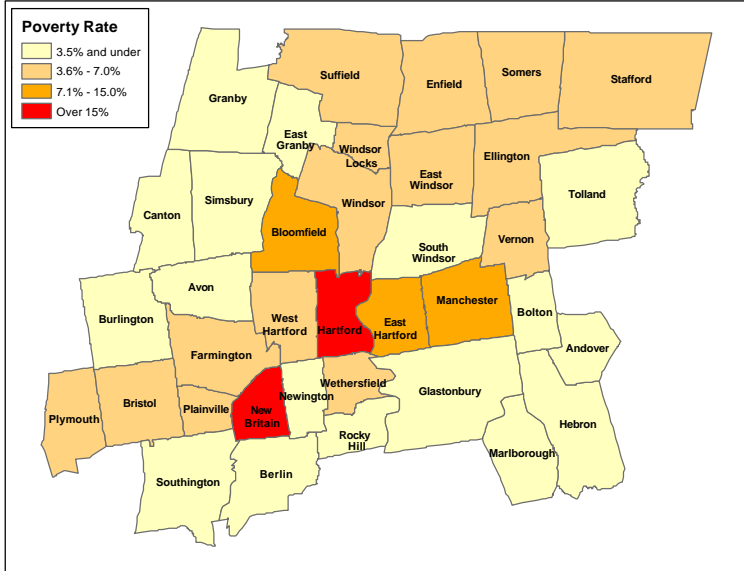 Poverty Rate
3.5% and under
3.6% - 7.0%
7.1% - 15.0%
Over 15%
Granby
Suffield
Enfield
Somers
Stafford
East
Granby
Windsor
Locks
East
Windsor
Ellington
Tolland
Canton
Simsbury
Bloomfield
Windsor
South
Windsor
Vernon
Burlington
Avon
West
Hartford
Hartford
East
Hartford
Manchester
Bolton
Andover
Farmington
Plymouth
Bristol
Plainville
New
Britain
Newington
Wethersfield
Glastonbury
Hebron
Rocky
Hill
Marlborough
Southington
Berlin